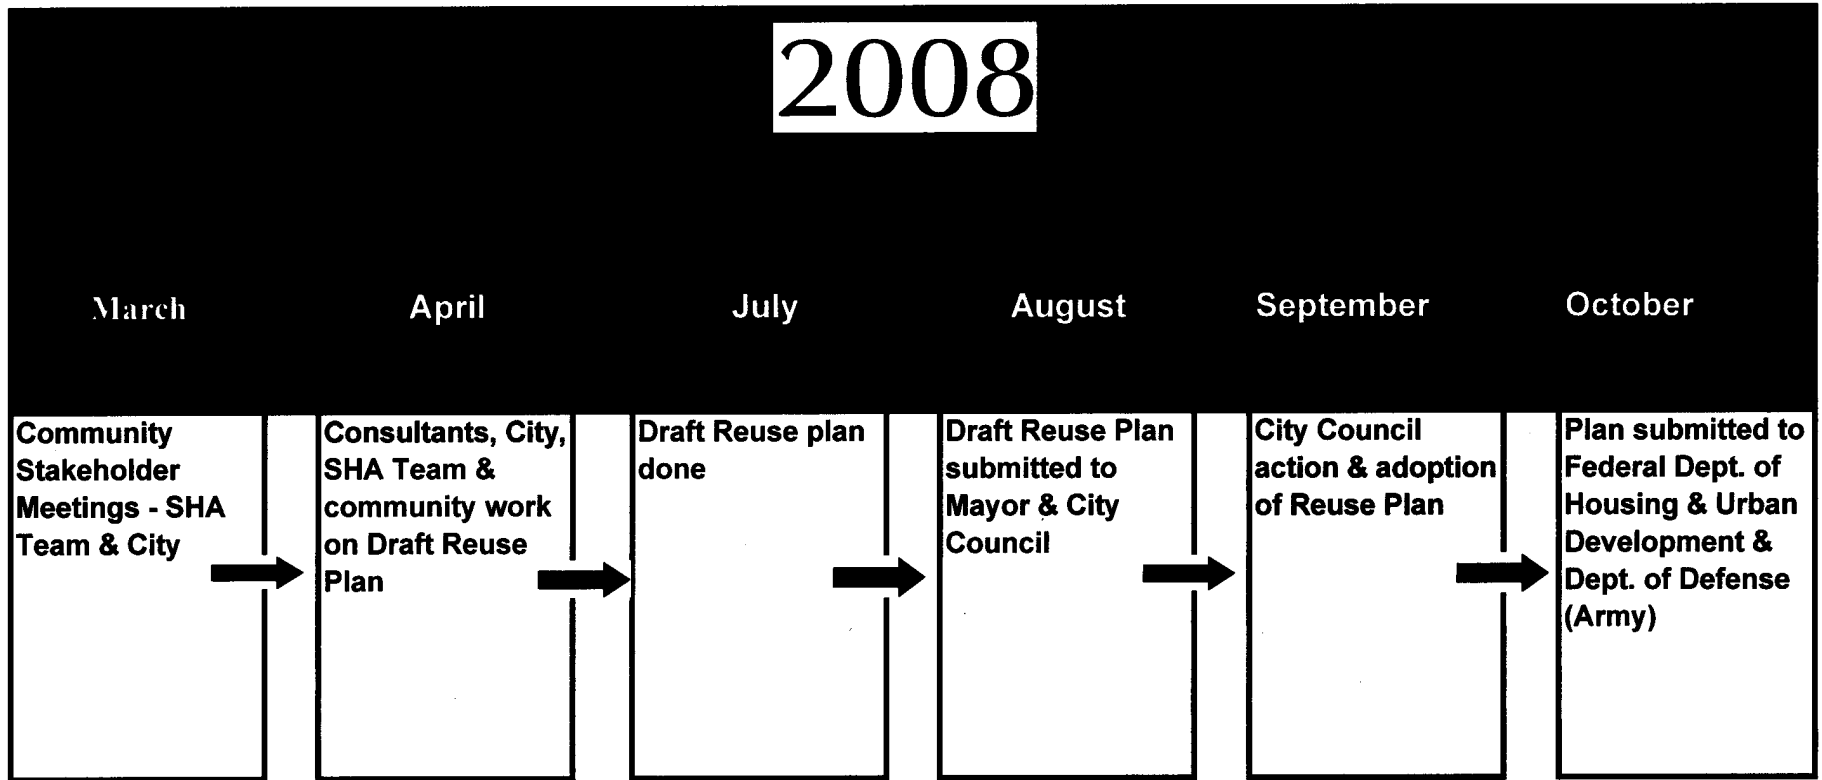 2008
March
April
July
August
September
October
Community
Stakeholder
Meetings - SHA
Team & City
Consultants, City,
SHA Team &
community work
on Draft Reuse
Plan
Draft Reuse plan
done
Draft Reuse Plan
submitted to
Mayor & City
Council
City Council
action & adoption
of Reuse Plan
Plan submitted to
Federal Dept. of
Housing & Urban
Development &
Dept. of Defense
(Army)